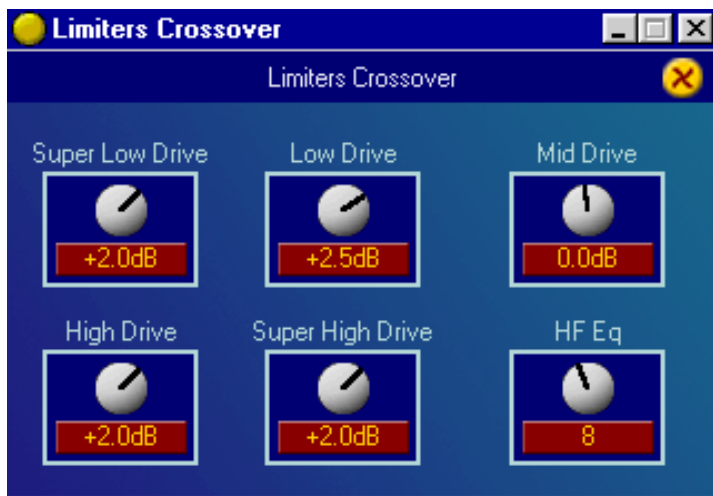 Limiters Crossover
Limiters Crossover
Super Low Drive
Low Drive
Mid Drive
+2.0dB
+2.5dB
0.0dB
High Drive
Super High Drive
HF Eq
+2.0dB
+2.0dB
8